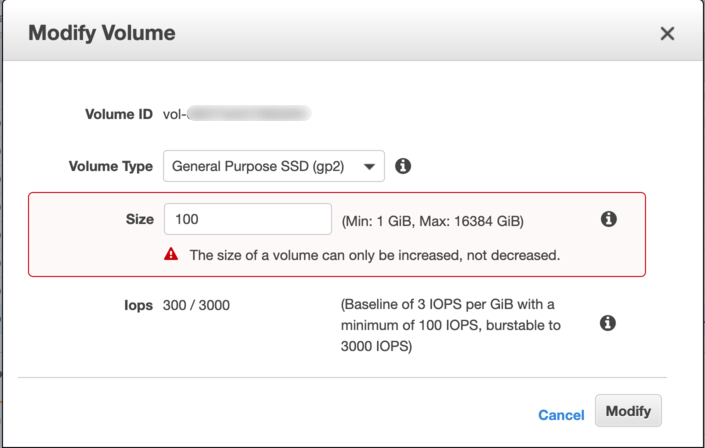 Modify Volume
Volume ID vol-
Volume Type General Purpose SSD (gp2)
Size 100 (Min: 1 GiB, Max: 16384 GiB)
The size of a volume can only be increased, not decreased.
Iops 300 / 3000 (Baseline of 3 IOPS per GiB with a
minimum of 100 IOPS, burstable to
3000 IOPS)
Cancel Modify